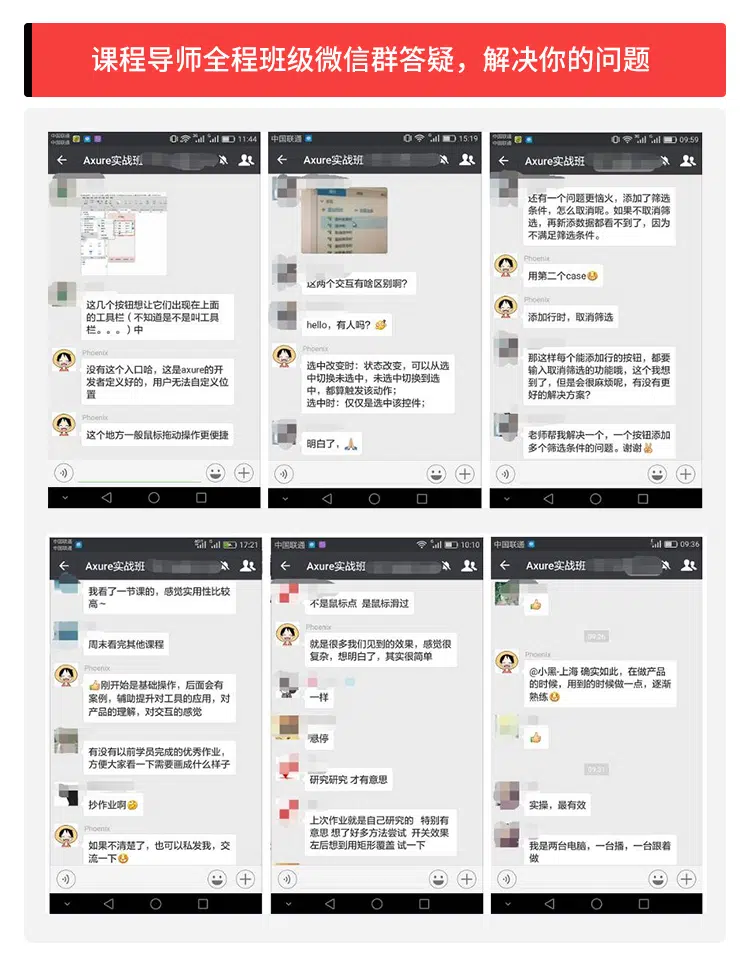 课程导师全程班级微信群答疑，解决你的问题
中国联通
中国联通
11:44
Axure实战班
这几个按钮想让它们出现在上面
的工具栏（不知道是不是叫工具
栏。。。）中
Phoenix
没有这个入口哈，这是axure的开
发者定义好的，用户无法自定义位
置
Phoenix
这个地方一般鼠标拖动操作更便捷
中国联通
15:19
Axure实战班
这两个交互有啥区别啊?
hello，有人吗?
Phoenix
选中改变时：状态改变，可以从选
中切换未选中，未选中切换到选
中，都算触发该动作；
选中时：仅仅是选中该控件；
明白了，
中国联通
中国联通
09:59
Axure实战班
还有一个问题更恼火，添加了筛选
条件，怎么取消呢。如果不取消筛
选，再新添数据都看不到了，因为
不满足筛选条件。
Phoenix
用第二个case
Phoenix
添加行时，取消筛选
那这样每个能添加行的按钮，都要
输入取消筛选的功能哦，这个我想
到了，但是会很麻烦呢，有没有更
好的解决方案?
老师帮我解决一个，一个按钮添加
多个筛选条件的问题。谢谢
中国联通
中国联通
17:21
Axure实战班
我看了一节课的，感觉实用性比较
高～
周末看完其他课程
Phoenix
刚开始是基础操作，后面会有
案例，辅助提升对工具的应用，对
产品的理解，对交互的感觉
有没有以前学员完成的优秀作业，
方便大家看一下需要画成什么样子
抄作业啊
Phoenix
如果不清楚了，也可以私发我，交
流一下
中国联通
10:10
Axure实战班
不是鼠标点 是鼠标滑过
Phoenix
就是很多我们见到的效果，感觉很
复杂，想明白了，其实很简单
一样
悬停
研究研究 才有意思
上次作业就是自己研究的 特别有
意思 想了好多方法尝试 开关效果
左后想到用矩形覆盖 试一下
中国联通
09:36
Axure实战班
09:26
Phoenix
@小黑-上海 确实如此，在做产品
的时候，用到的时候做一点，逐渐
熟练
09:31
实操，最有效
我是两台电脑，一台播，一台跟着
做